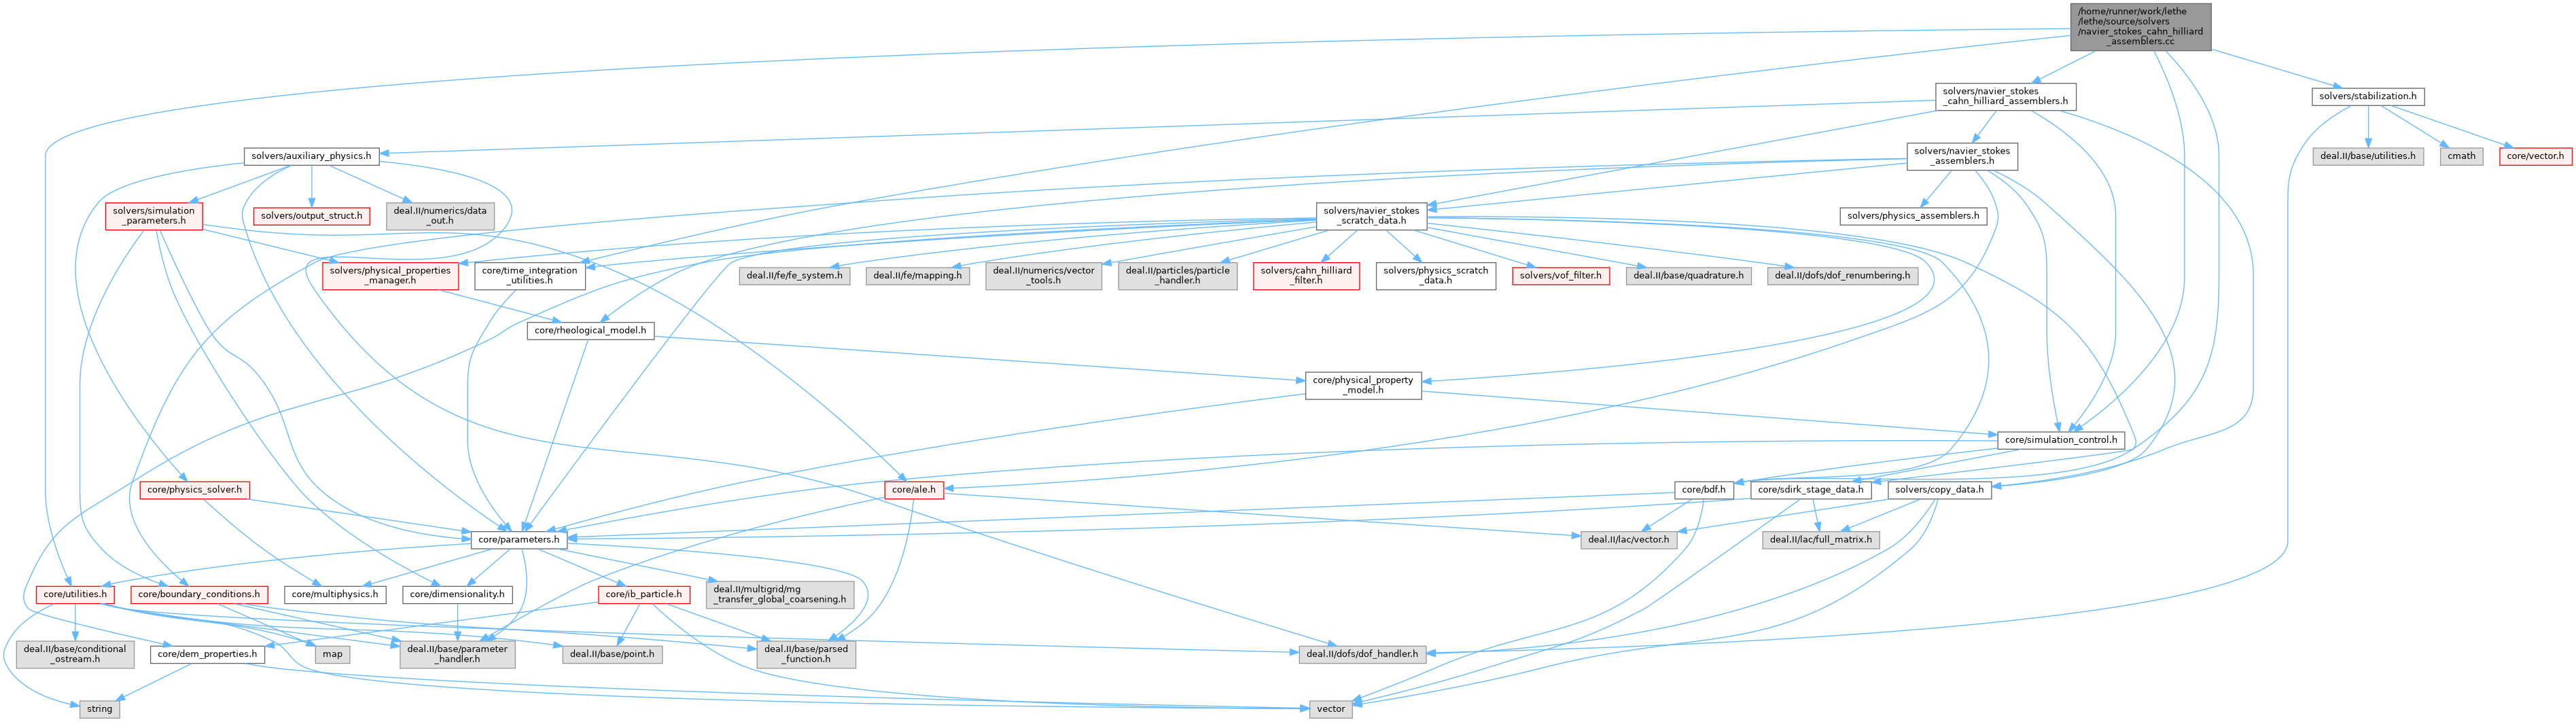 /home/runner/work/lethe
/lethe/source/solvers
/navier_stokes_cahn_hilliard
_assemblers.cc
solvers/navier_stokes
_cahn_hilliard_assemblers.h
solvers/stabilization.h
solvers/auxiliary_physics.h
solvers/navier_stokes
_assemblers.h
deal.II/base/utilities.h
cmath
core/vector.h
solvers/simulation
_parameters.h
solvers/output_struct.h
deal.II/numerics/data
_out.h
solvers/navier_stokes
_scratch_data.h
solvers/physics_assemblers.h
solvers/physical_properties
_manager.h
core/time_integration
_utilities.h
deal.II/fe/fe_system.h
deal.II/fe/mapping.h
deal.II/numerics/vector
_tools.h
deal.II/particles/particle
_handler.h
solvers/cahn_hilliard
_filter.h
solvers/physics_scratch
_data.h
solvers/vof_filter.h
deal.II/base/quadrature.h
deal.II/dofs/dof_renumbering.h
core/rheological_model.h
core/physical_property
_model.h
core/simulation_control.h
core/physics_solver.h
core/ale.h
core/bdf.h
core/sdirk_stage_data.h
solvers/copy_data.h
core/parameters.h
deal.II/lac/vector.h
deal.II/lac/full_matrix.h
core/utilities.h
core/boundary_conditions.h
core/multiphysics.h
core/dimensionality.h
core/ib_particle.h
deal.II/multigrid/mg
_transfer_global_coarsening.h
deal.II/base/conditional
_ostream.h
core/dem_properties.h
map
deal.II/base/parameter
_handler.h
deal.II/base/point.h
deal.II/base/parsed
_function.h
deal.II/dofs/dof_handler.h
string
vector